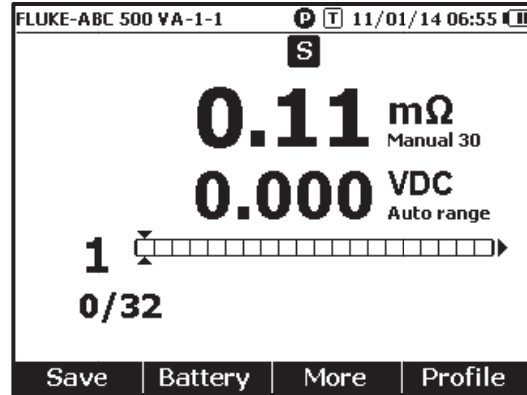 FLUKE-ABC 500 VA-1-1 P T 11/01/14 06:55
S
0.11 mΩ
Manual 30
0.000 VDC
Auto range
1
0/32
Save Battery More Profile